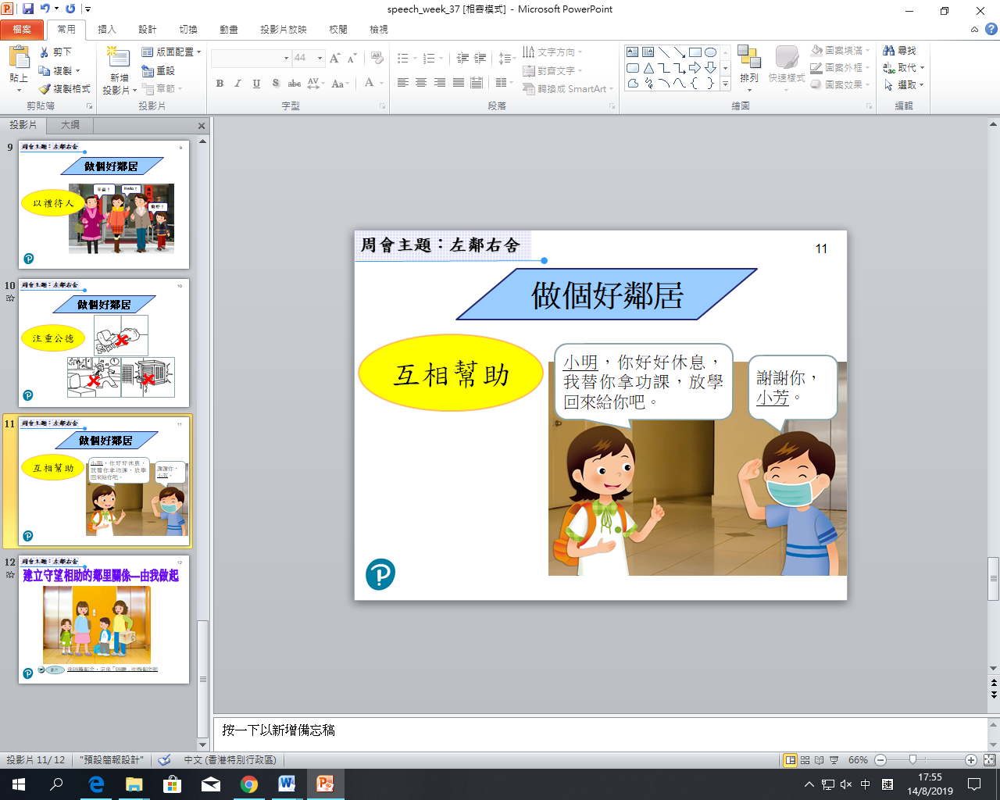 speech_week_37 [相容模式] - Microsoft PowerPoint
檔案 常用 插入 設計 切換 動畫 投影片放映 校閱 檢視
貼上
剪下
複製
複製格式
剪貼簿
新增
投影片
版面配置
重設
章節
投影片
44
B I U S abc AV Aa A
字型
文字方向
對齊文字
轉換成 SmartArt
段落
排列
快速樣式
圖案填滿
圖案外框
圖案效果
繪圖
尋找
取代
選取
編輯
投影片 大綱
9
周會主題：左鄰右舍 9
做個好鄰居
以禮待人
早晨！
Hello！
你好！
10
周會主題：左鄰右舍 10
做個好鄰居
注重公德
11
周會主題：左鄰右舍 11
做個好鄰居
互相幫助
小明，你好好休息，
我替你拿功課，放學
回來給你吧。
謝謝你，
小芳。
12
周會主題：左鄰右舍 12
建立守望相助的鄰里關係—由我做起
影片
周會主題：左鄰右舍
11
做個好鄰居
互相幫助
小明，你好好休息，
我替你拿功課，放學
回來給你吧。
謝謝你，
小芳。
按一下以新增備忘稿
投影片 11/ 12 "預設簡報設計" 中文 (香港特別行政區) 66%
中
17:55
14/8/2019